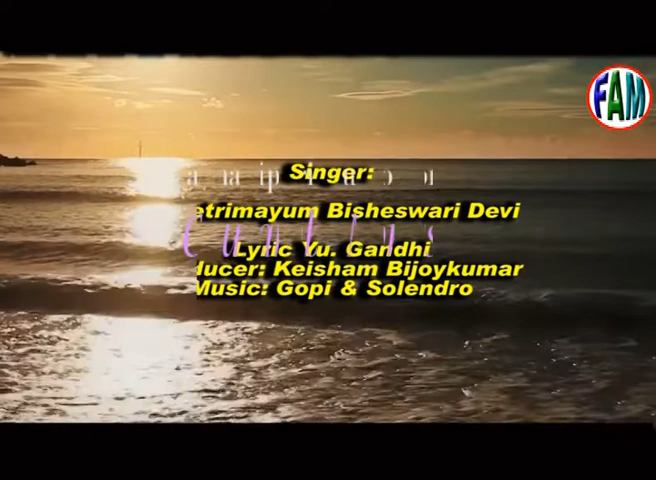 FAM
Singer:
etrimayum Bisheswari Devi
Lyric Yu. Gandhi
ducer: Keisham Bijoykumar
Music: Gopi & Solendro